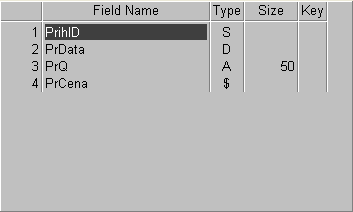 Field Name Type Size Key
1 PrihID S
2 PrData D
3 PrQ A 50
4 PrCena $